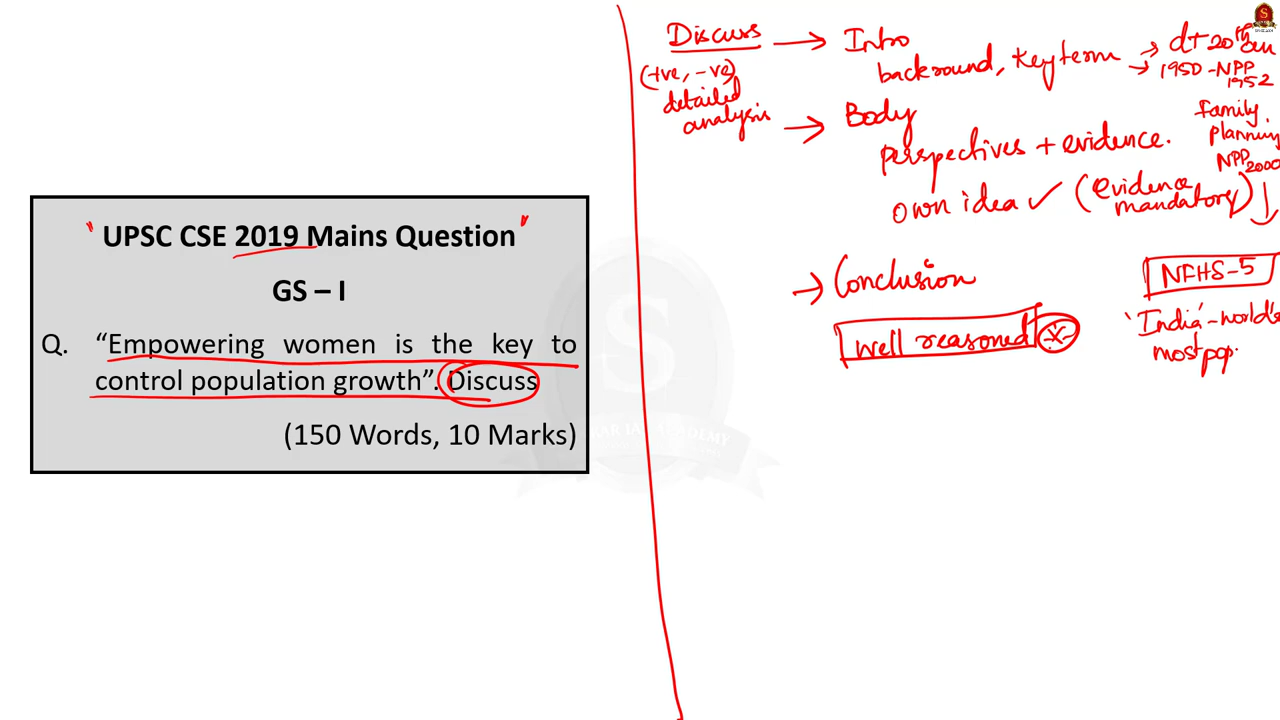 "UPSC CSE 2019 Mains Question"
GS – I
Q. "Empowering women is the key to
control population growth". Discuss
(150 Words, 10 Marks)
Discuss → Intro
(+ve, -ve)
detailed
analysis
backround, Key term
→ 1950 - NPP
1952
family
planning
NPP 2000
→ Body
perspectives + evidence.
own idea ✓ (evidence
mandatory)
→ Conclusion
well reasoned
NFHS-5
'India' - world's
most pop.